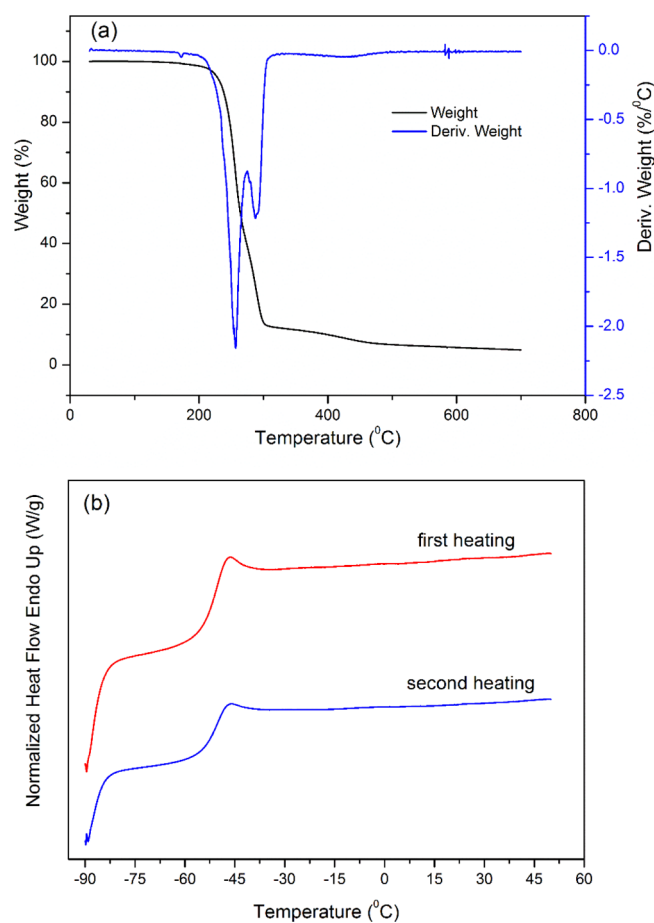 (a)
100
80
60
40
20
0
Weight (%)
0.0
-0.5
-1.0
-1.5
-2.0
-2.5
Deriv. Weight (%/⁰C)
Weight
Deriv. Weight
0 200 400 600 800
Temperature (⁰C)
(b)
Normalized Heat Flow Endo Up (W/g)
first heating
second heating
-90 -75 -60 -45 -30 -15 0 15 30 45 60
Temperature (⁰C)